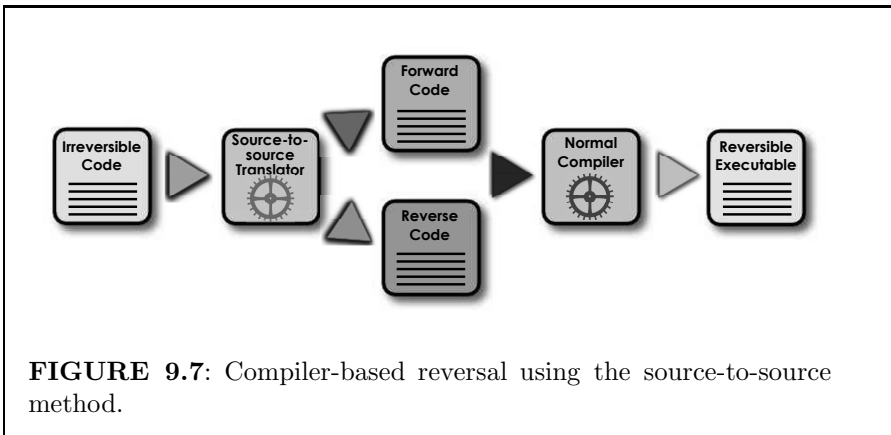 Irreversible
Code
Source-to-
source
Translator
Forward
Code
Reverse
Code
Normal
Compiler
Reversible
Executable
FIGURE 9.7: Compiler-based reversal using the source-to-source
method.